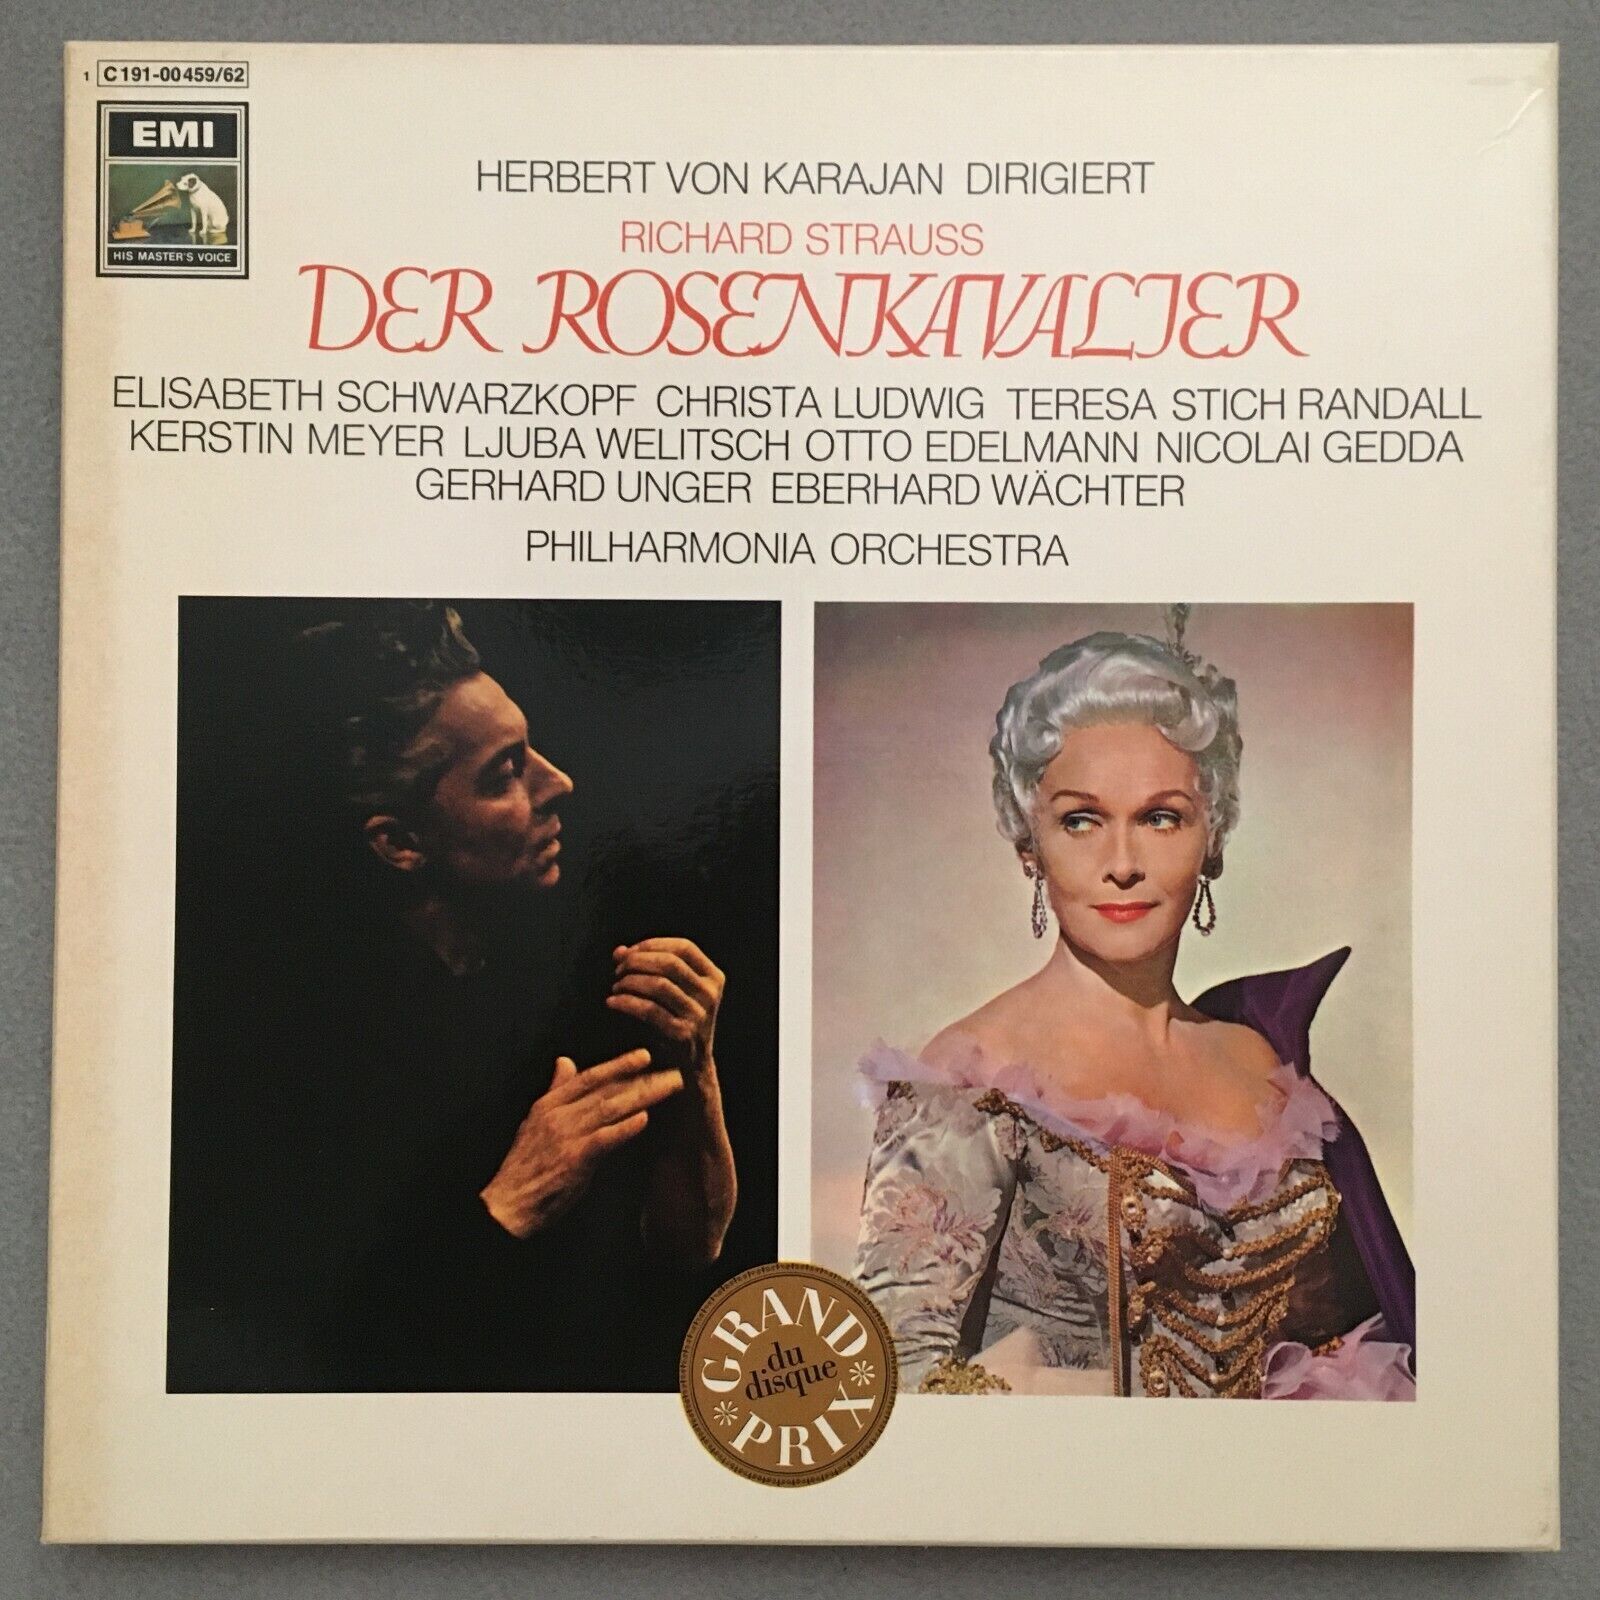 1 C 191-00 459/62
EMI
HIS MASTER'S VOICE
HERBERT VON KARAJAN DIRIGIERT
RICHARD STRAUSS
DER ROSENKAVALIER
ELISABETH SCHWARZKOPF CHRISTA LUDWIG TERESA STICH RANDALL
KERSTIN MEYER LJUBA WELITSCH OTTO EDELMANN NICOLAI GEDDA
GERHARD UNGER EBERHARD WÄCHTER
PHILHARMONIA ORCHESTRA
GRAND
du
disque
PRIX